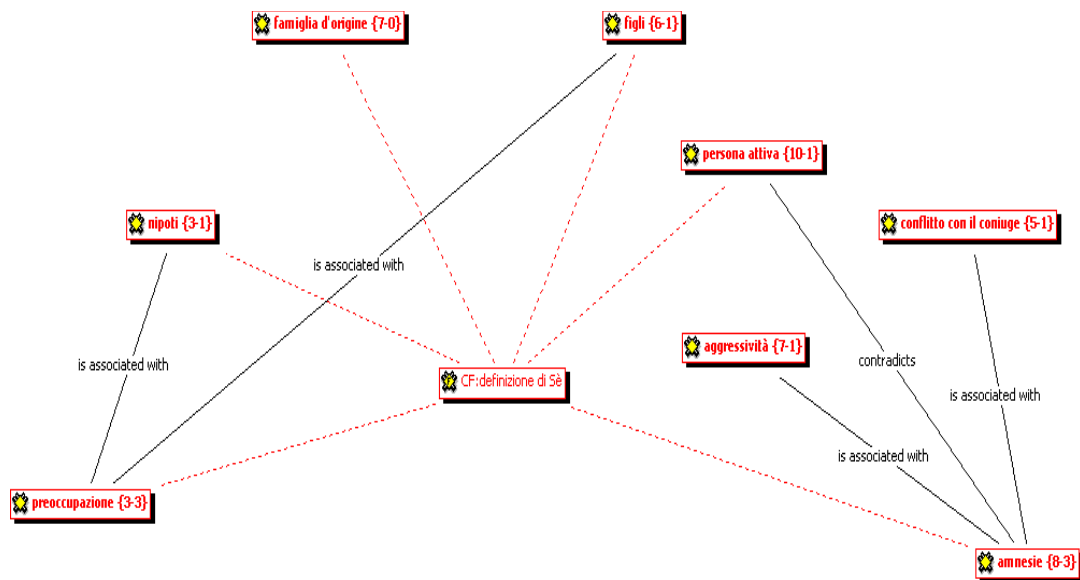 famiglia d'origine {7-0}
figli {6-1}
persona attiva {10-1}
nipoti {3-1}
conflitto con il coniuge {5-1}
is associated with
aggressività {7-1}
is associated with
contradicts
CF:definizione di Sè
is associated with
is associated with
preoccupazione {3-3}
amnesie {8-3}